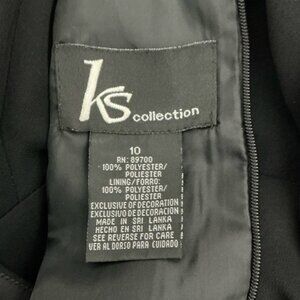 ks
collection
10
RN: 89700
100% POLYESTER/
POLIESTER
LINING/FORRO:
100% POLYESTER/
POLIESTER
EXCLUSIVE OF DECORATION
EXCLUSIVO DE DECORACION
MADE IN SRI LANKA
HECHO EN SRI LANKA
SEE REVERSE FOR CARE
VER AL DORSO PARA CUIDADO